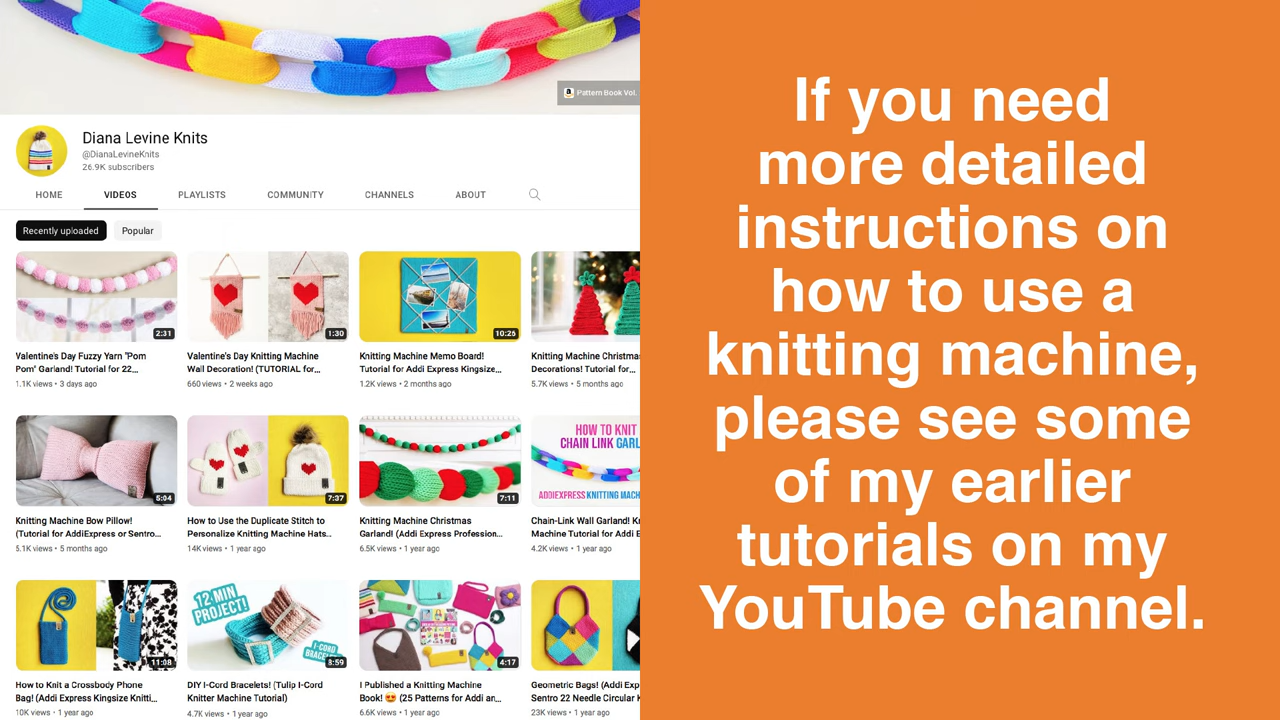 Pattern Book Vol.
Diana Levine Knits
@DianaLevineKnits
26.9K subscribers
HOME VIDEOS PLAYLISTS COMMUNITY CHANNELS ABOUT
Recently uploaded Popular
2:31 1:30 10:26
Valentine's Day Fuzzy Yarn "Pom
Pom" Garland! Tutorial for 22...
1.1K views • 3 days ago
Valentine's Day Knitting Machine
Wall Decoration! (TUTORIAL for...
660 views • 2 weeks ago
Knitting Machine Memo Board!
Tutorial for Addi Express Kingsize...
1.2K views • 2 months ago
Knitting Machine Christmas
Decorations! Tutorial for...
5.7K views • 5 months ago
HOW TO KNIT
CHAIN LINK GARL
ADDIEXPRESS KNITTING MACH
5:04 7:37 7:11
Knitting Machine Bow Pillow!
(Tutorial for AddiExpress or Sentro...
5.1K views • 5 months ago
How to Use the Duplicate Stitch to
Personalize Knitting Machine Hats...
14K views • 1 year ago
Knitting Machine Christmas
Garland! (Addi Express Profession...
6.5K views • 1 year ago
Chain-Link Wall Garland! Kn
Machine Tutorial for Addi E
4.2K views • 1 year ago
12-MIN
PROJECT!
I-CORD
BRACELE
11:08 8:59 4:17
How to Knit a Crossbody Phone
Bag! (Addi Express Kingsize Knitti...
10K views • 1 year ago
DIY I-Cord Bracelets! (Tulip I-Cord
Knitter Machine Tutorial)
4.7K views • 1 year ago
I Published a Knitting Machine
Book! 😍 (25 Patterns for Addi an...
6.6K views • 1 year ago
Geometric Bags! (Addi Exp
Sentro 22 Needle Circular K
23K views • 1 year ago
If you need
more detailed
instructions on
how to use a
knitting machine,
please see some
of my earlier
tutorials on my
YouTube channel.